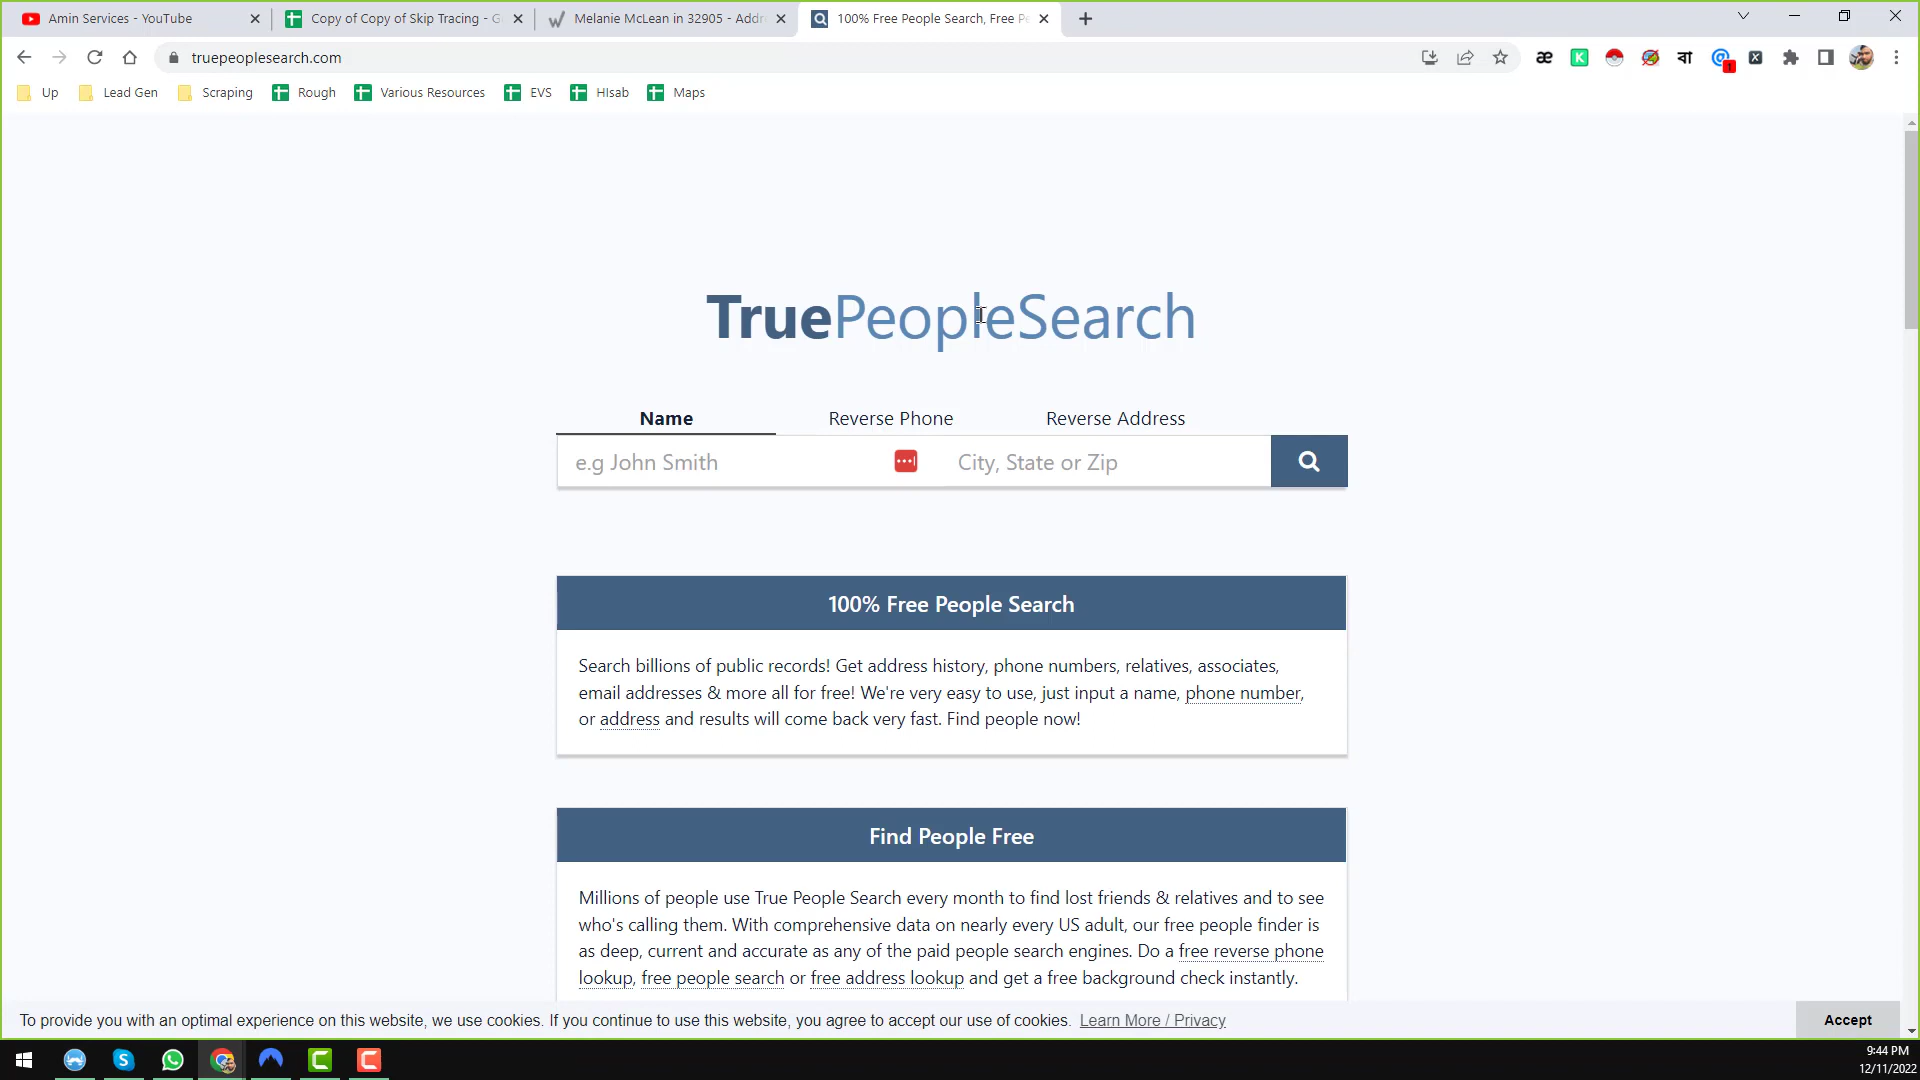 Amin Services - YouTube
Copy of Copy of Skip Tracing - G
Melanie McLean in 32905 - Addr
100% Free People Search, Free Pe
truepeoplesearch.com
æ
K
বা
1
X
Up
Lead Gen
Scraping
Rough
Various Resources
EVS
HIsab
Maps
TruePeopleSearch
Name
Reverse Phone
Reverse Address
e.g John Smith
City, State or Zip
100% Free People Search
Search billions of public records! Get address history, phone numbers, relatives, associates,
email addresses & more all for free! We're very easy to use, just input a name, phone number,
or address and results will come back very fast. Find people now!
Find People Free
Millions of people use True People Search every month to find lost friends & relatives and to see
who's calling them. With comprehensive data on nearly every US adult, our free people finder is
as deep, current and accurate as any of the paid people search engines. Do a free reverse phone
lookup, free people search or free address lookup and get a free background check instantly.
To provide you with an optimal experience on this website, we use cookies. If you continue to use this website, you agree to accept our use of cookies. Learn More / Privacy
Accept
9:44 PM
12/11/2022